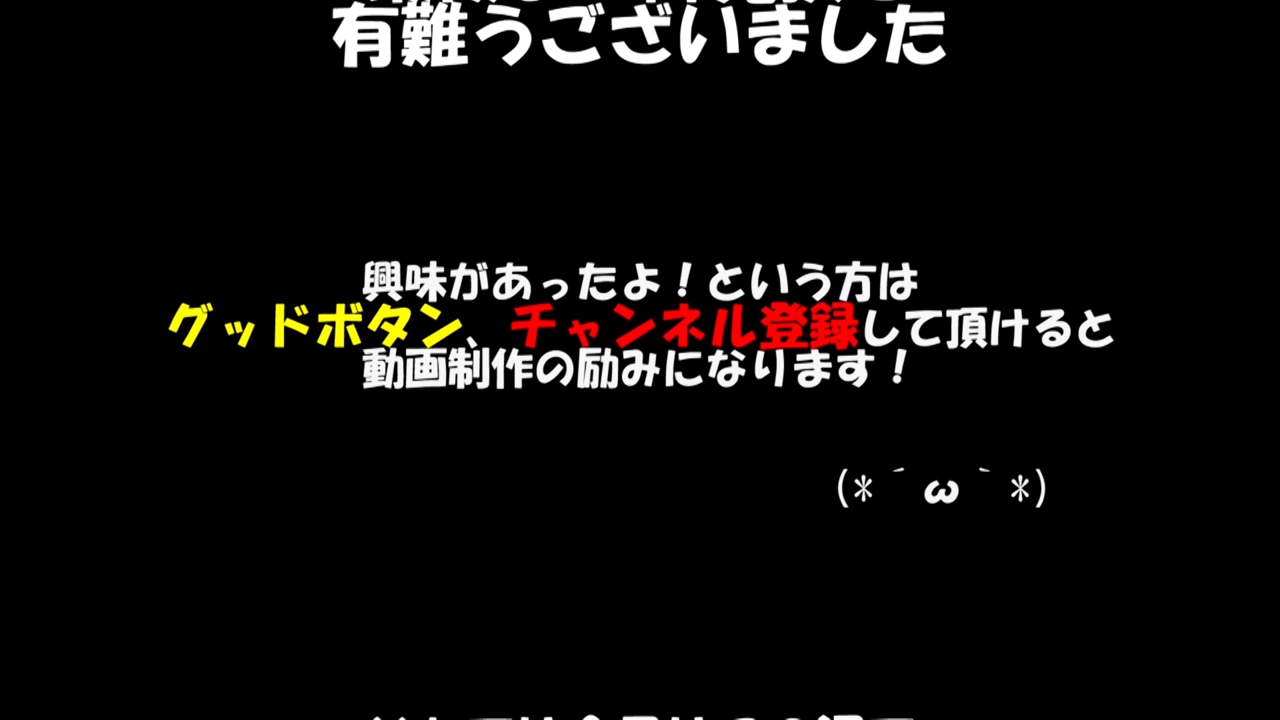 有難うございました
興味があったよ！という方は
グッドボタン、チャンネル登録して頂けると
動画制作の励みになります！
(*´ω｀*)